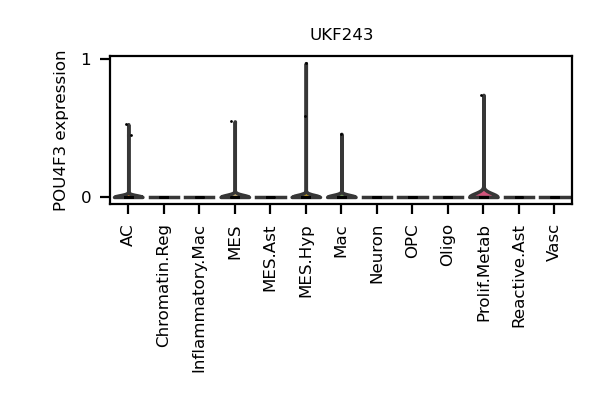 UKF243
POU4F3 expression
1
0
AC
Chromatin.Reg
Inflammatory.Mac
MES
MES.Ast
MES.Hyp
Mac
Neuron
OPC
Oligo
Prolif.Metab
Reactive.Ast
Vasc